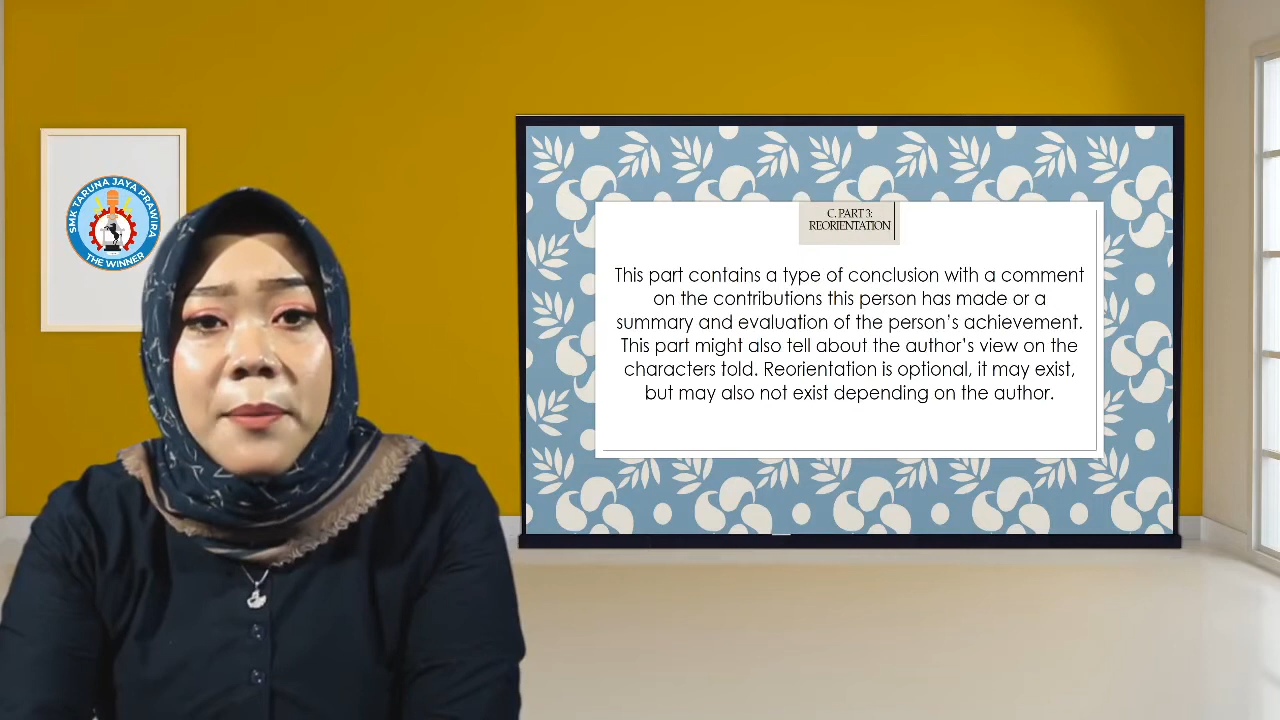 SMK TARUNA JAYA PRAWIRA
THE WINNER
C. PART 3:
REORIENTATION
This part contains a type of conclusion with a comment
on the contributions this person has made or a
summary and evaluation of the person's achievement.
This part might also tell about the author's view on the
characters told. Reorientation is optional, it may exist,
but may also not exist depending on the author.